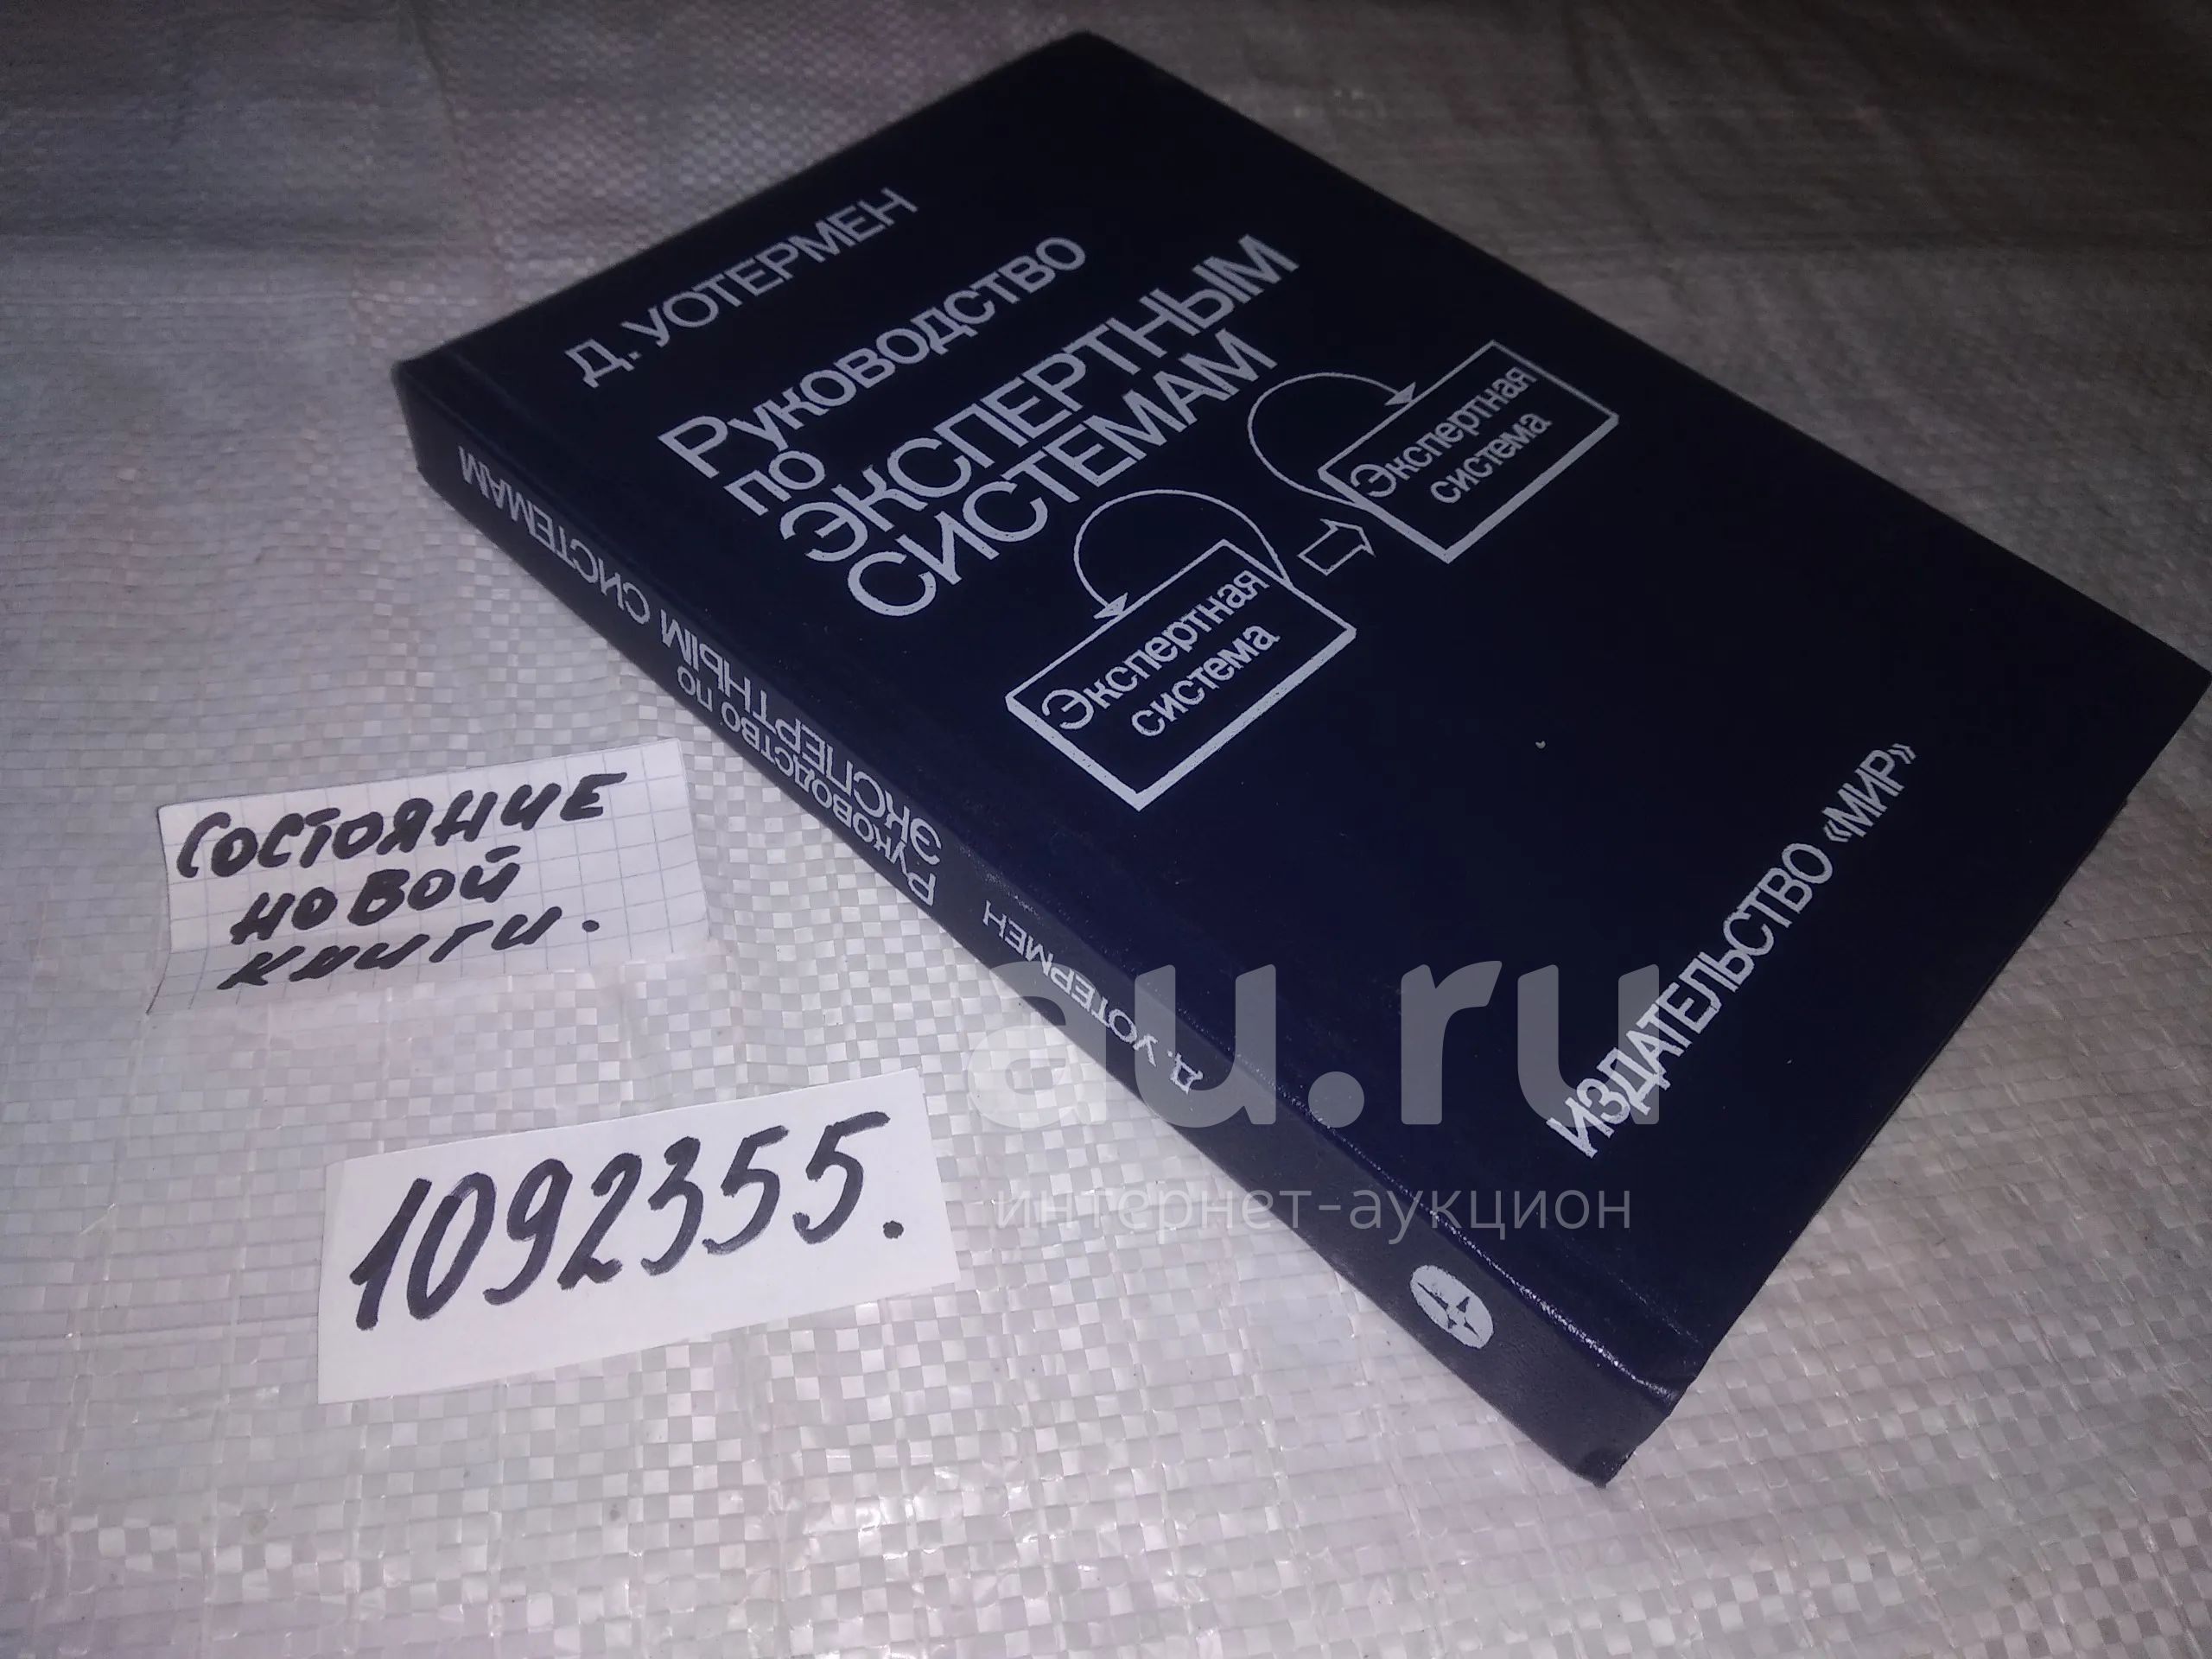 Д. УОТЕРМЕН
Руководство
по
ЭКСПЕРТНЫМ
СИСТЕМАМ
Экспертная
система
Экспертная
система
ИЗДАТЕЛЬСТВО «МИР»
Д. УОТЕРМЕН
РУКОВОДСТВО ПО
ЭКСПЕРТНЫМ СИСТЕМАМ
СОСТОЯНИЕ
НОВОЙ
КНИГИ.
1092355.
au.ru
интернет-аукцион